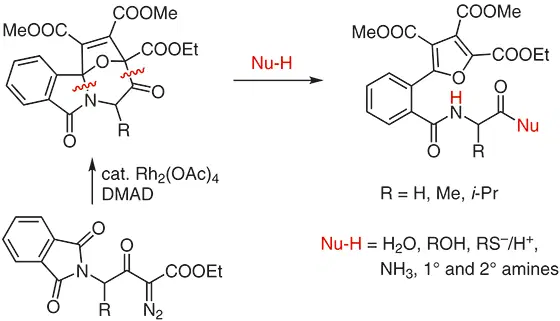 COOMe
MeOOC
COOEt
O
O
N
O
R
Nu-H
COOMe
MeOOC
COOEt
O
O
H
N
Nu
O
R
cat. Rh₂(OAc)₄
DMAD
R = H, Me, i-Pr
O
O
N
COOEt
O
R
N₂
Nu-H = H₂O, ROH, RS⁻/H⁺,
NH₃, 1° and 2° amines